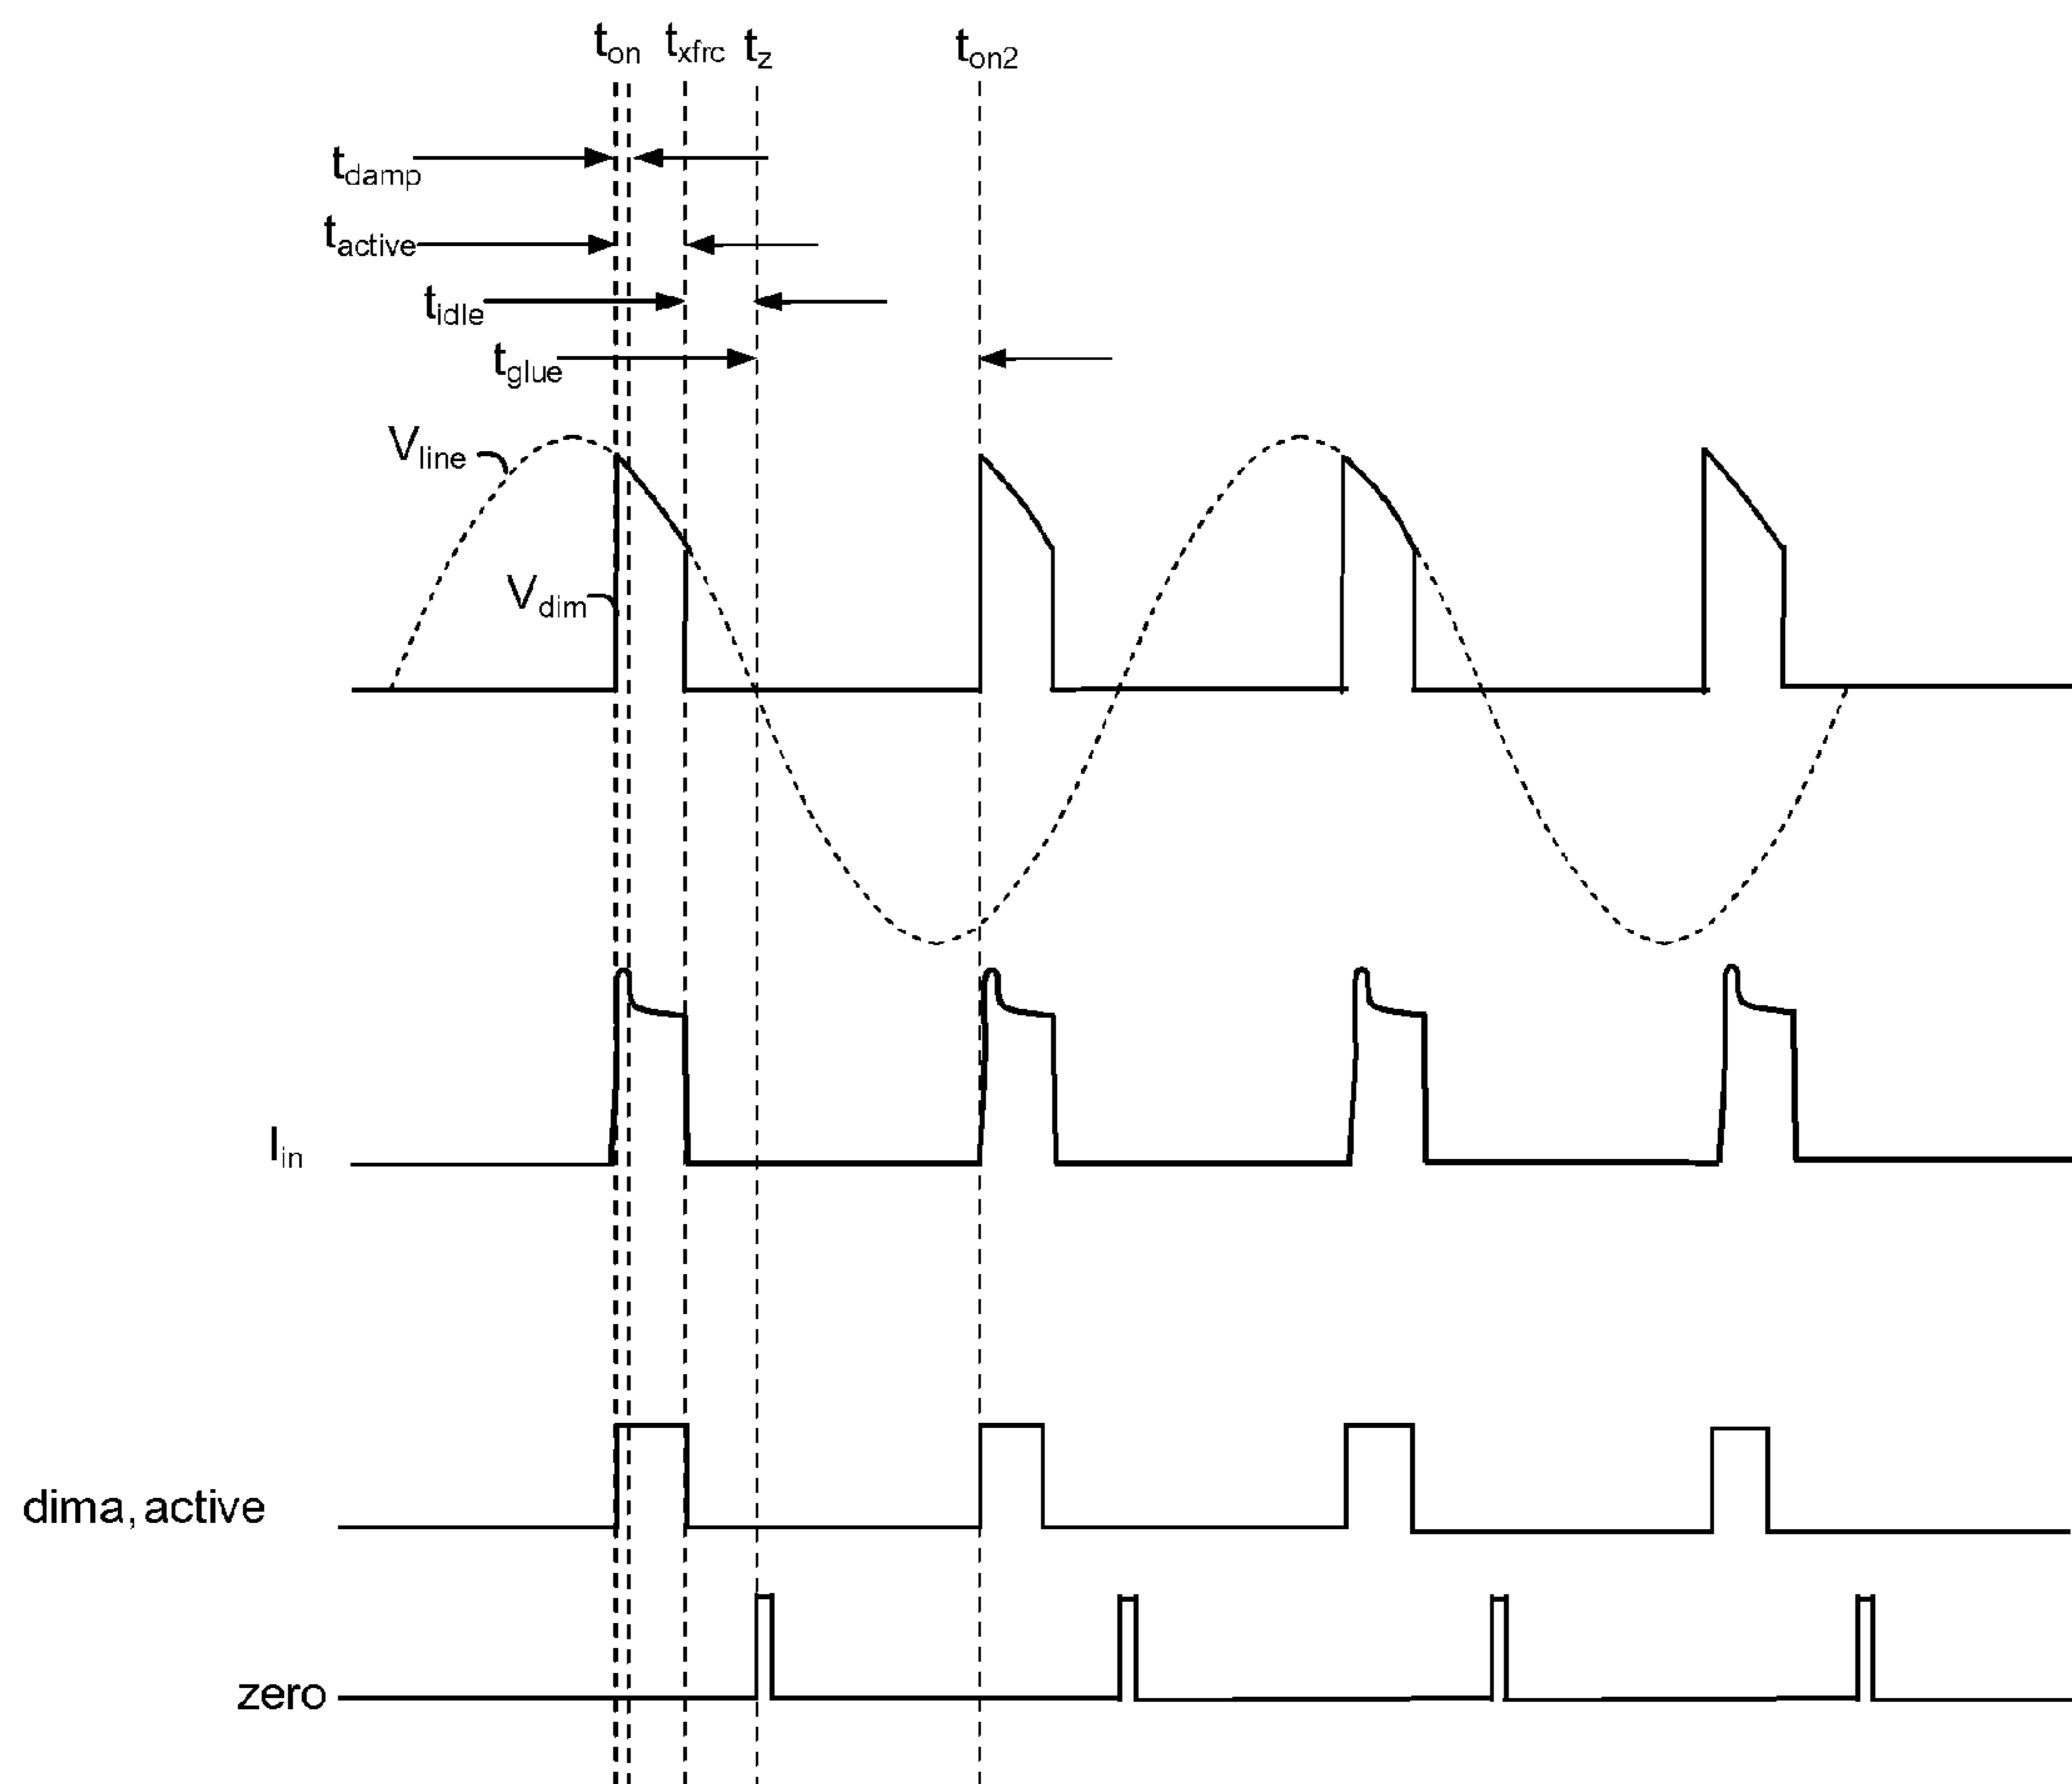 ton txfrc tz ton2
tdamp
tactive
tidle
tglue
Vline
Vdim
Iin
dima, active
zero